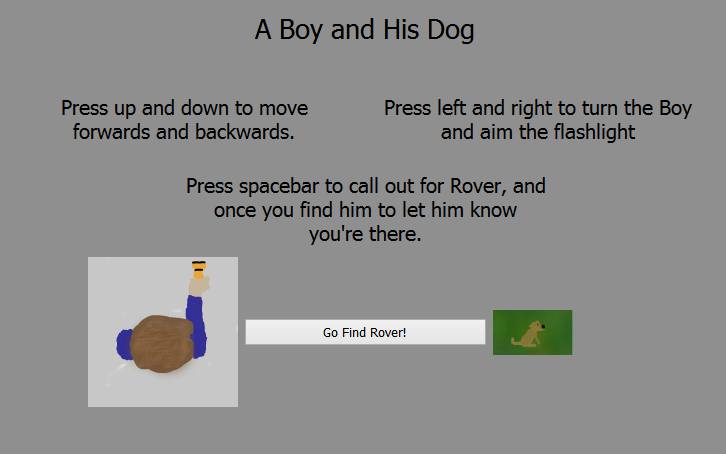 A Boy and His Dog
Press up and down to move
forwards and backwards.
Press left and right to turn the Boy
and aim the flashlight
Press spacebar to call out for Rover, and
once you find him to let him know
you're there.
Go Find Rover!